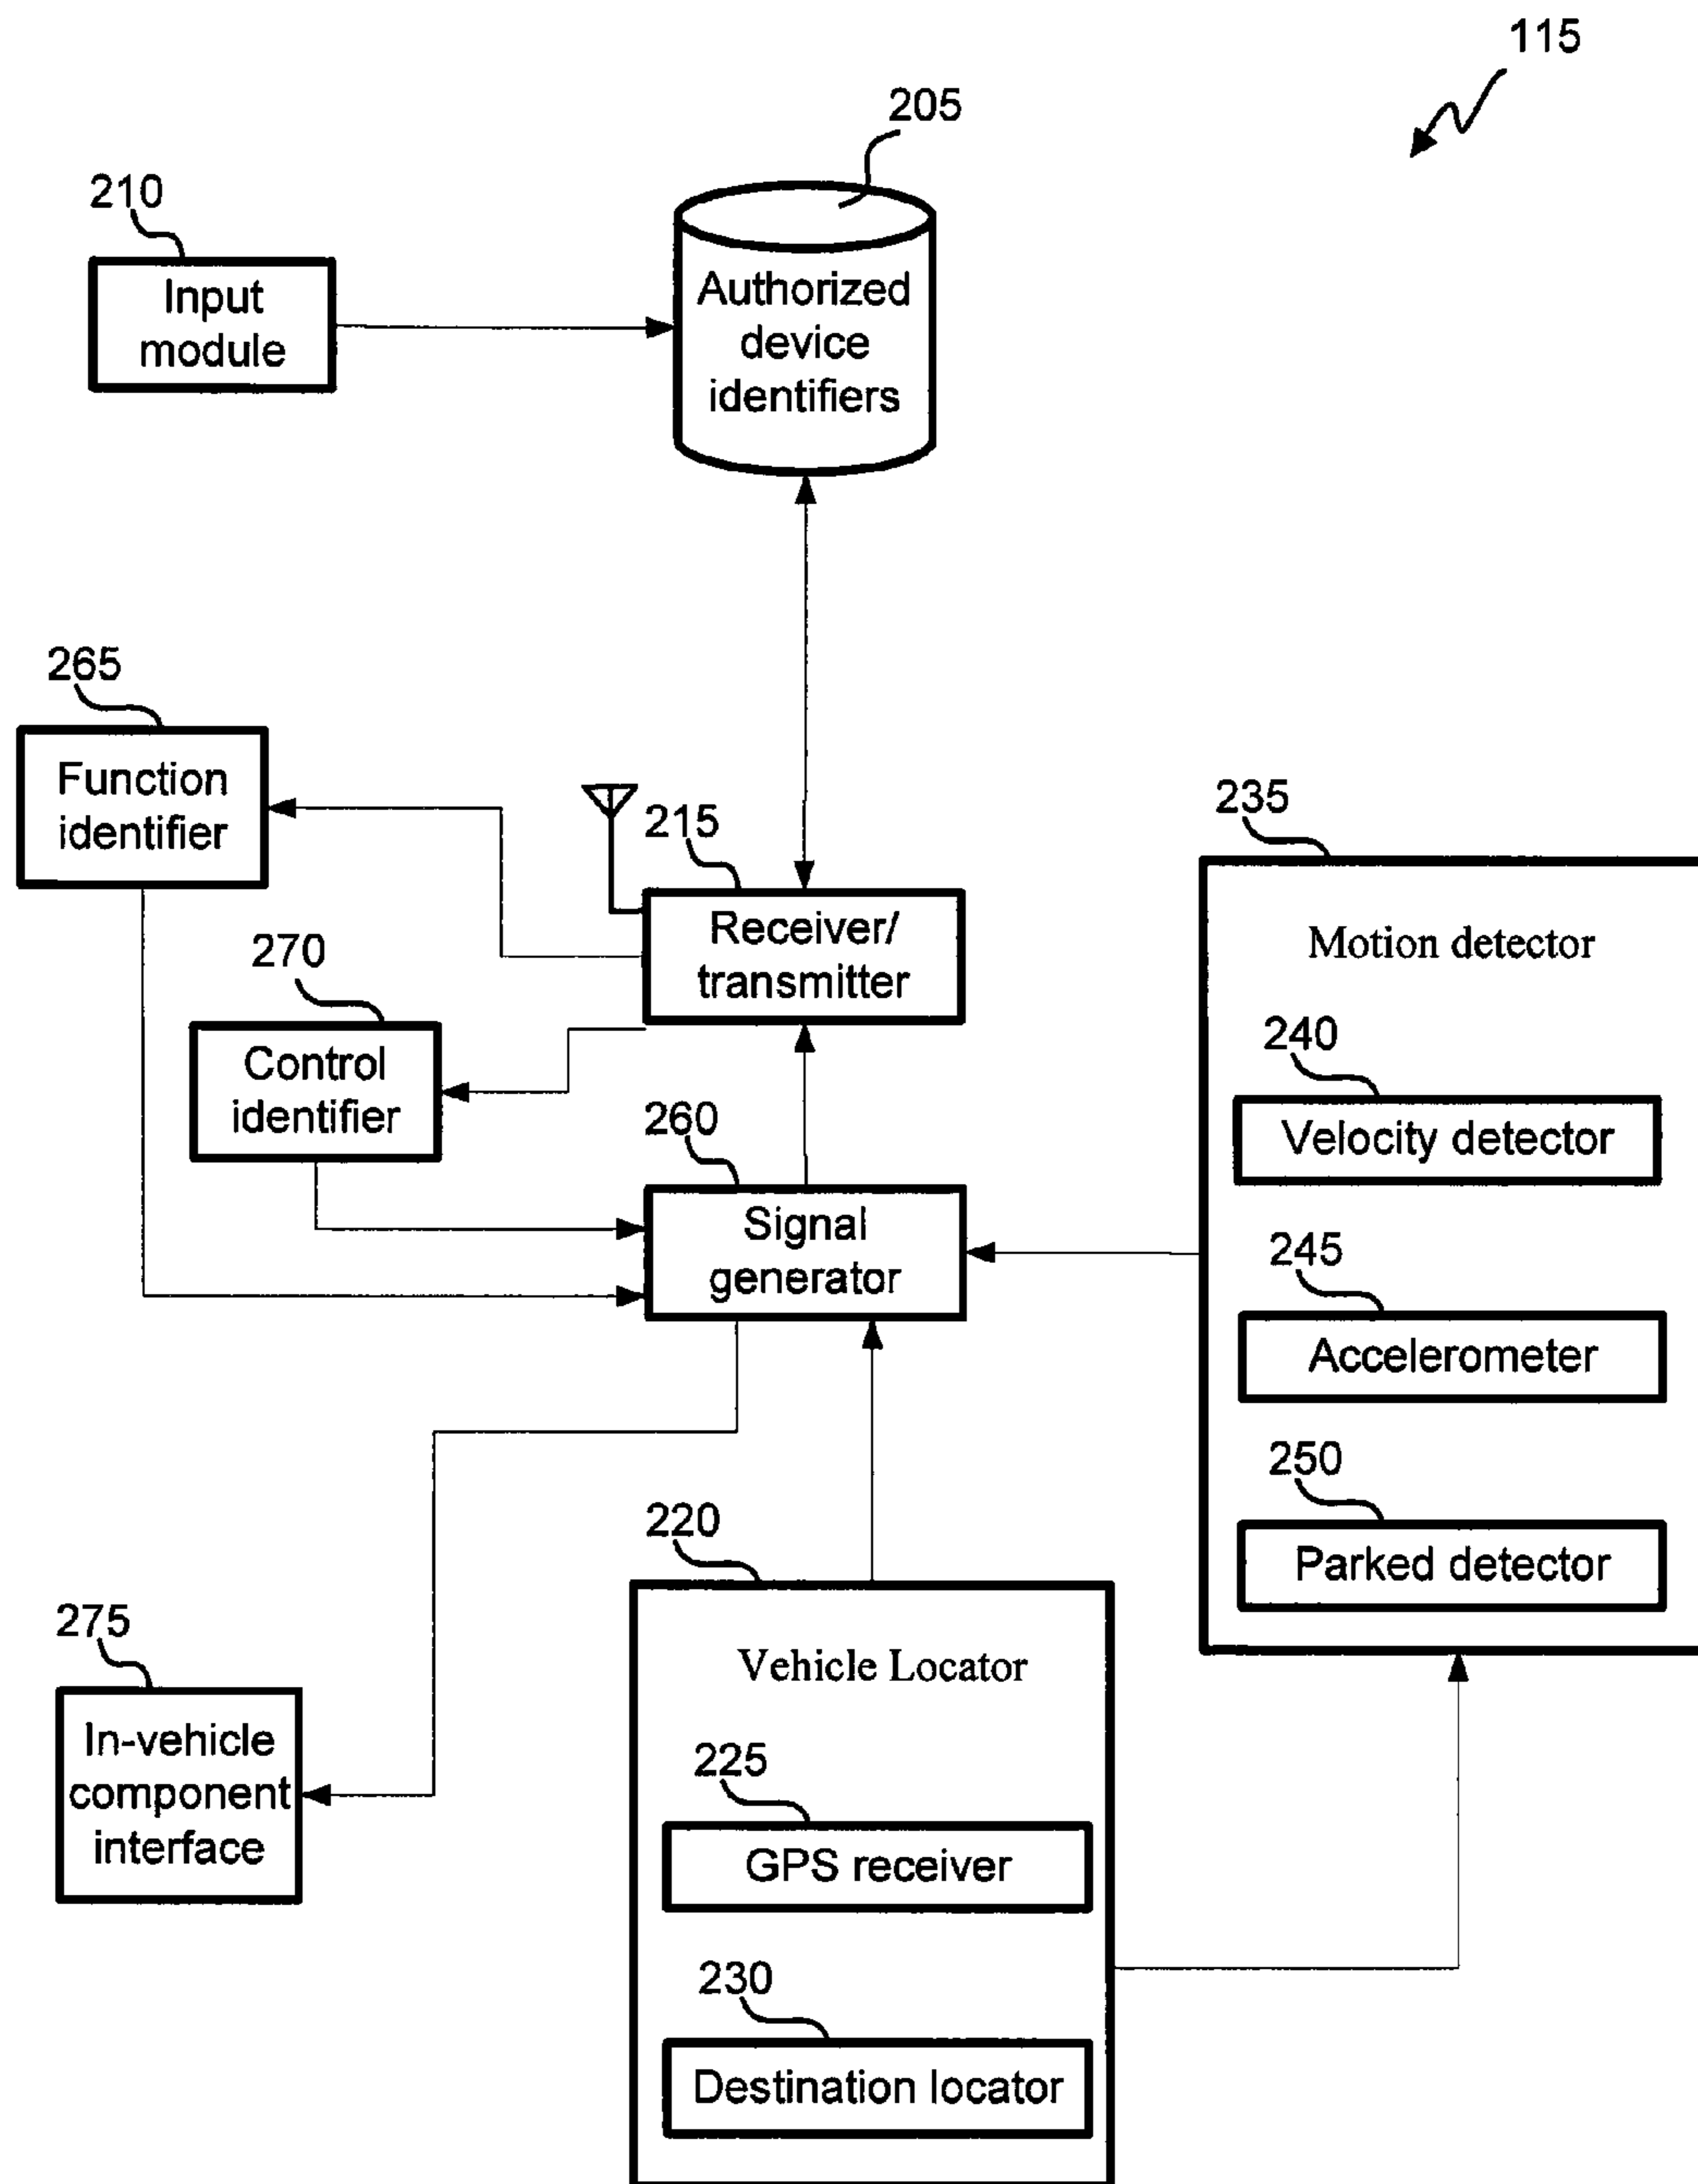 115
205
210
Input
module
Authorized
device
identifiers
265
Function
identifier
215
Receiver/
transmitter
235
Motion detector
270
Control
identifier
240
Velocity detector
260
Signal
generator
245
Accelerometer
250
Parked detector
220
Vehicle Locator
275
In-vehicle
component
interface
225
GPS receiver
230
Destination locator